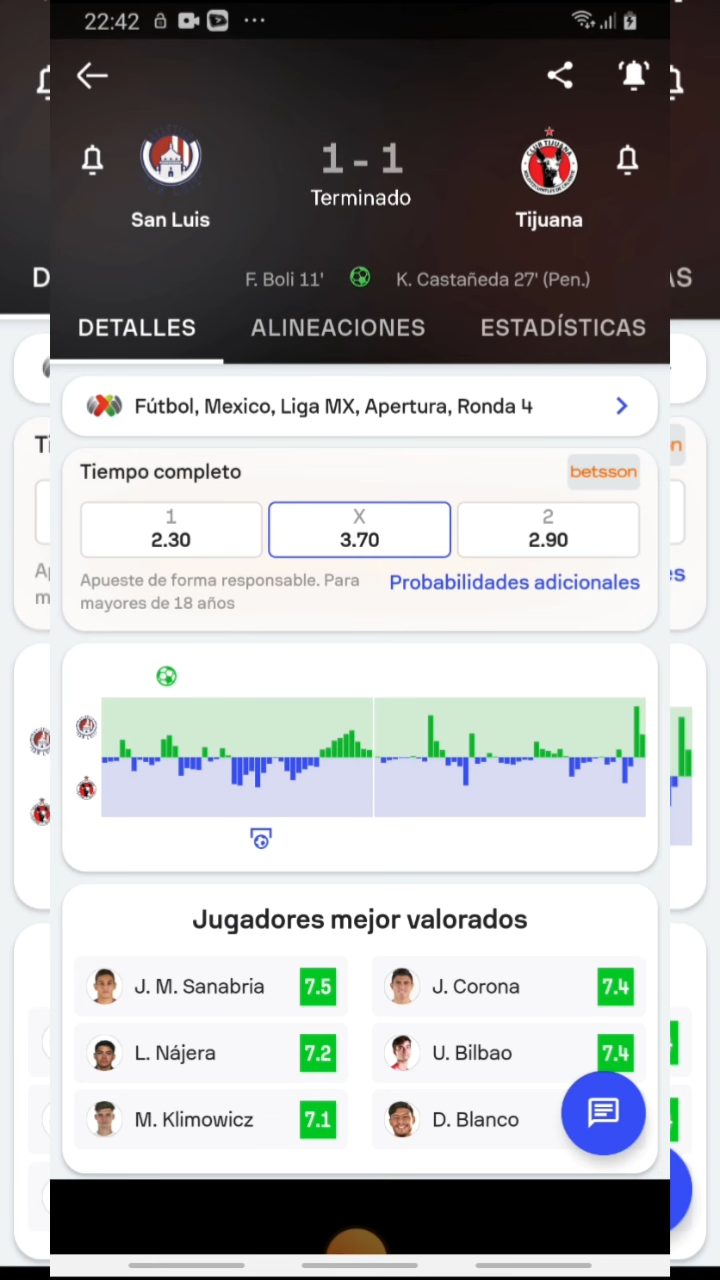 22:42
1 - 1
Terminado
San Luis
Tijuana
F. Boli 11'
K. Castañeda 27' (Pen.)
DETALLES
ALINEACIONES
ESTADÍSTICAS
Fútbol, Mexico, Liga MX, Apertura, Ronda 4
Tiempo completo
betsson
1
2.30
X
3.70
2
2.90
Apueste de forma responsable. Para
mayores de 18 años
Probabilidades adicionales
Jugadores mejor valorados
J. M. Sanabria
7.5
J. Corona
7.4
L. Nájera
7.2
U. Bilbao
7.4
M. Klimowicz
7.1
D. Blanco